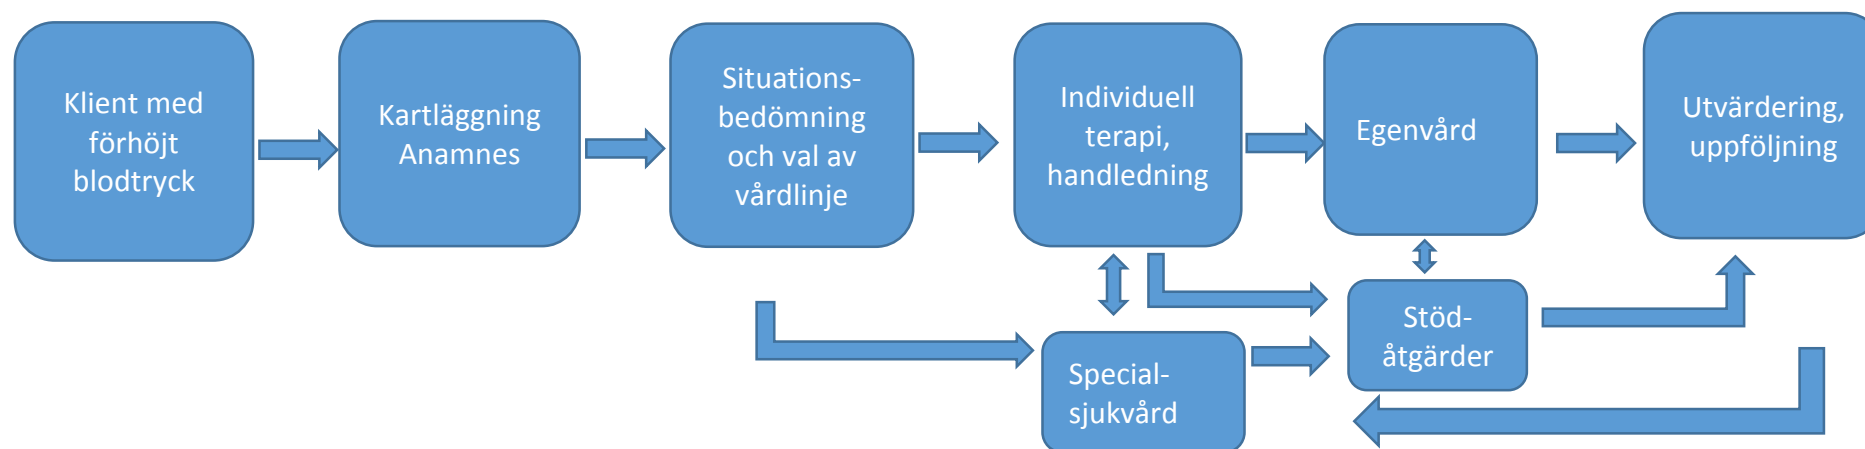 Klient med
förhöjt
blodtryck
Kartläggning
Anamnes
Situations-
bedömning
och val av
vårdlinje
Individuell
terapi,
handledning
Egenvård
Utvärdering,
uppföljning
Special-
sjukvård
Stöd-
åtgärder